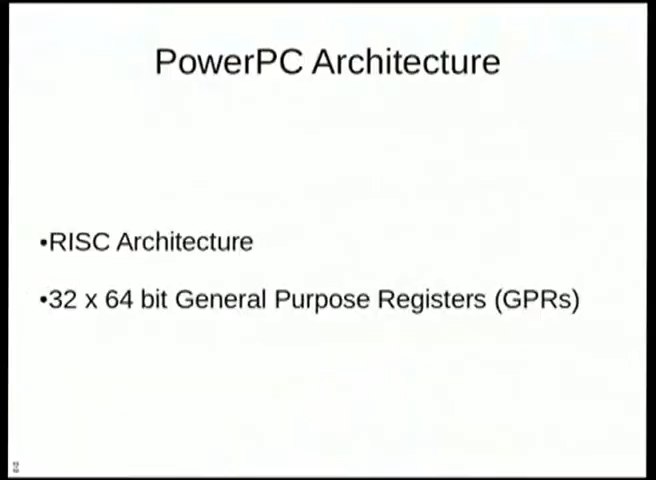 PowerPC Architecture
•RISC Architecture
•32 x 64 bit General Purpose Registers (GPRs)